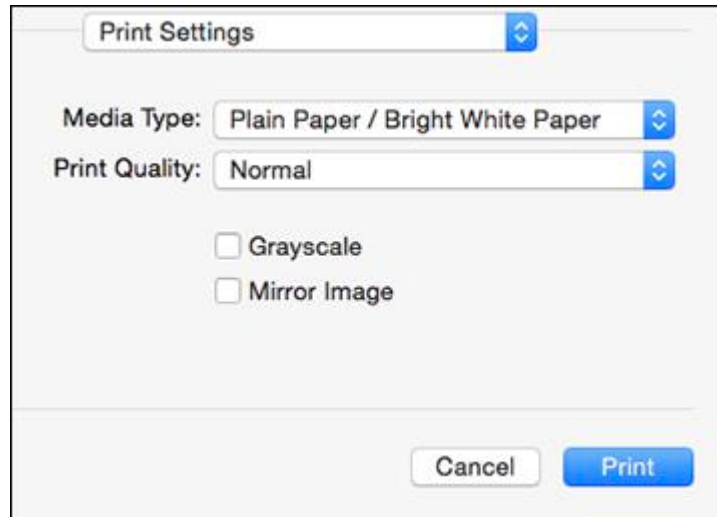 Print Settings
Media Type: Plain Paper / Bright White Paper
Print Quality: Normal
Grayscale
Mirror Image
Cancel Print